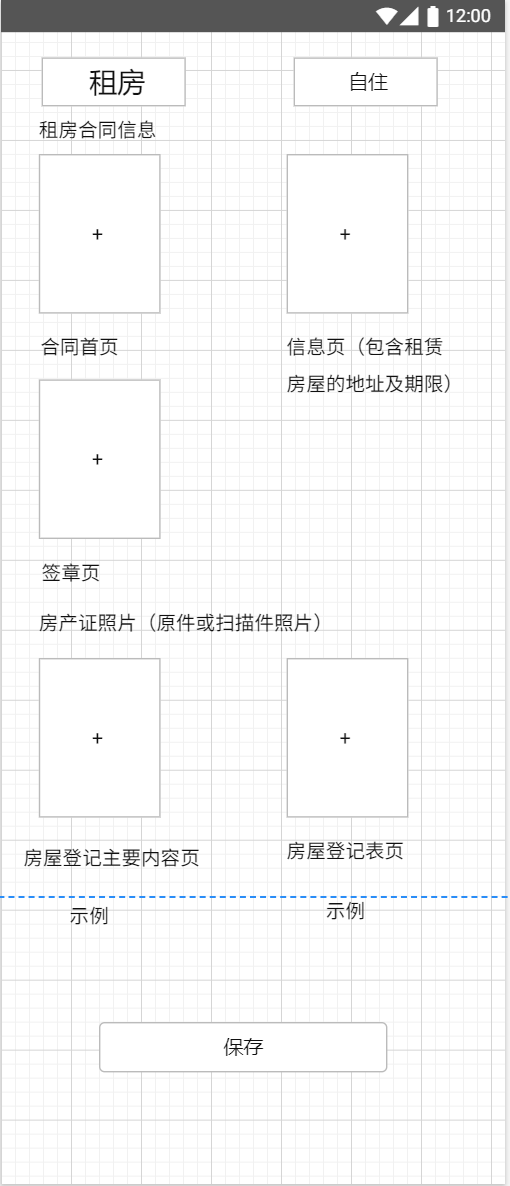 12:00
租房
自住
租房合同信息
+
+
合同首页
信息页（包含租赁
房屋的地址及期限）
+
签章页
房产证照片（原件或扫描件照片）
+
+
房屋登记主要内容页
房屋登记表页
示例
示例
保存